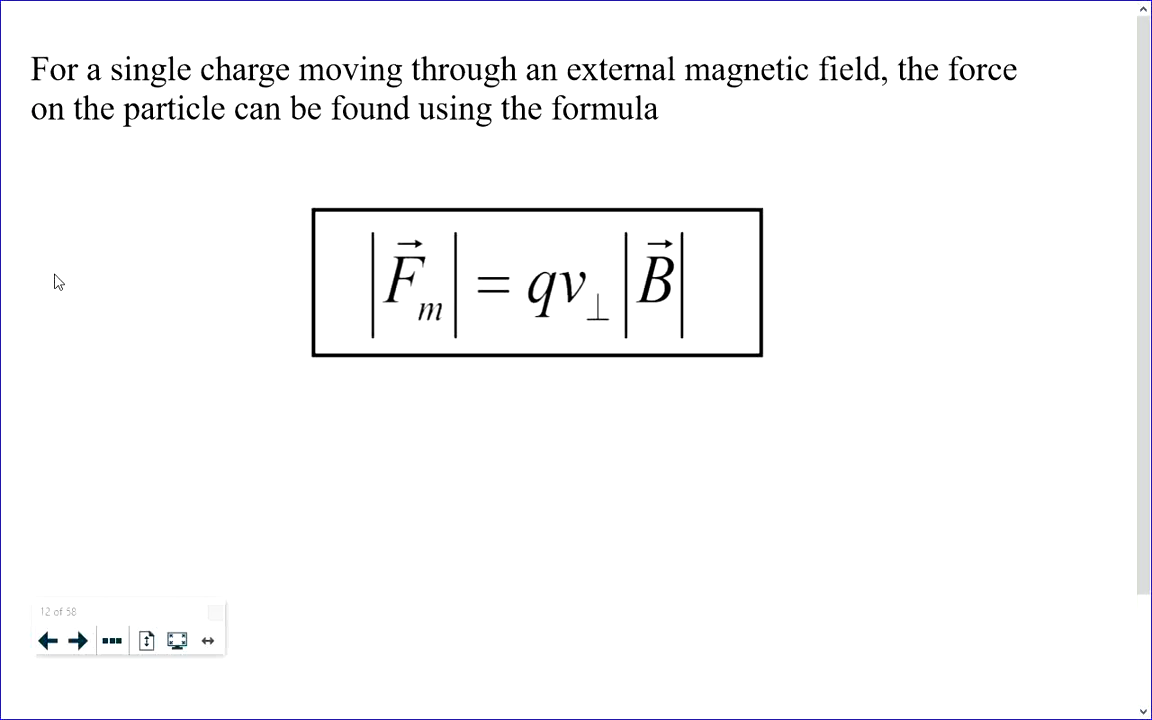 For a single charge moving through an external magnetic field, the force
on the particle can be found using the formula
|F⃗ₘ| = qv⊥|B⃗|
12 of 58